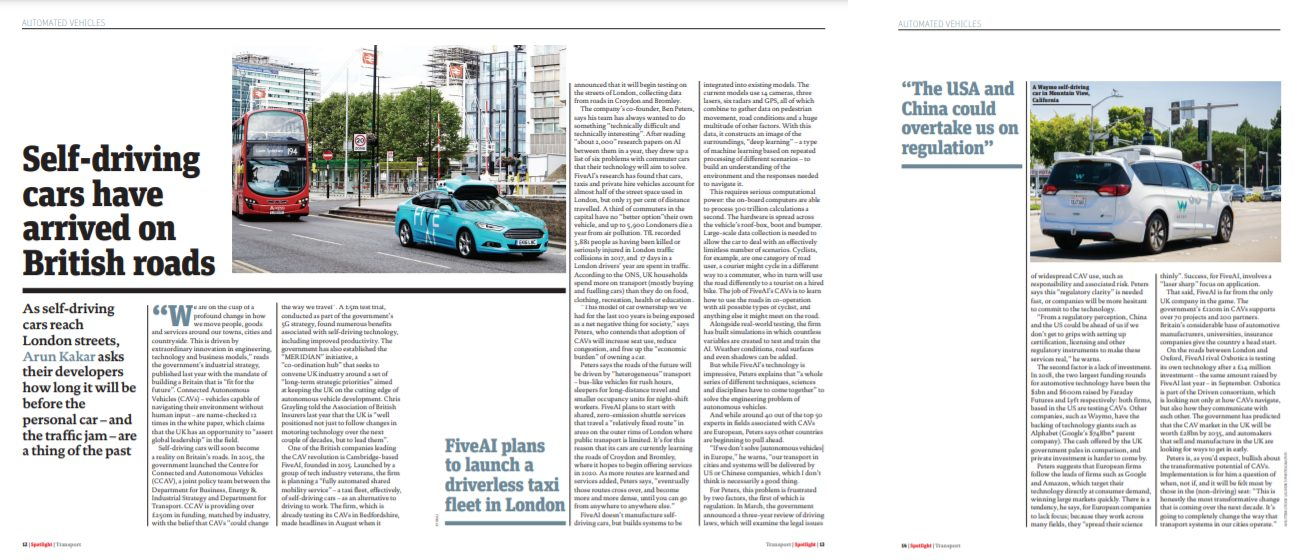 AUTOMATED VEHICLES
Self-driving
cars have
arrived on
British roads
As self-driving
cars reach
London streets,
Arun Kakar asks
their developers
how long it will be
before the
personal car – and
the traffic jam – are
a thing of the past
“We are on the cusp of a
profound change in how
we move people, goods
and services around our towns, cities and
countryside. This is driven by
extraordinary innovation in engineering,
technology and business models,” reads
the government’s industrial strategy,
published last year with the mandate of
building a Britain that is “fit for the
future”. Connected Autonomous
Vehicles (CAVs) – vehicles capable of
navigating their environment without
human input – are name-checked 12
times in the white paper, which claims
that the UK has an opportunity to “assert
global leadership” in the field.
Self-driving cars will soon become
a reality on Britain’s roads. In 2015, the
government launched the Centre for
Connected and Autonomous Vehicles
(CCAV), a joint policy team between the
Department for Business, Energy &
Industrial Strategy and Department for
Transport. CCAV is providing over
£250m in funding, matched by industry,
with the belief that CAVs “could change
the way we travel”. A £5m test trial,
conducted as part of the government’s
5G strategy, found numerous benefits
associated with self-driving technology,
including improved productivity. The
government has also established the
“MERIDIAN” initiative, a
“co-ordination hub” that seeks to
convene UK industry around a set of
“long-term strategic priorities” aimed
at keeping the UK on the cutting edge of
autonomous vehicle development. Chris
Grayling told the Association of British
Insurers last year that the UK is “well
positioned not just to follow changes in
motoring technology over the next
couple of decades, but to lead them”.
One of the British companies leading
the CAV revolution is Cambridge-based
FiveAI, founded in 2015. Launched by a
group of tech industry veterans, the firm
is planning a “fully automated shared
mobility service” – a taxi fleet, effectively,
of self-driving cars – as an alternative to
driving to work. The firm, which is
already testing its CAVs in Bedfordshire,
made headlines in August when it
FiveAI plans
to launch a
driverless taxi
fleet in London
announced that it will begin testing on
the streets of London, collecting data
from roads in Croydon and Bromley.
The company’s co-founder, Ben Peters,
says his team has always wanted to do
something “technically difficult and
technically interesting”. After reading
“about 2,000” research papers on AI
between them in a year, they drew up a
list of six problems with commuter cars
that their technology will aim to solve.
FiveAI’s research has found that cars,
taxis and private hire vehicles account for
almost half of the street space used in
London, but only 13 per cent of distance
travelled. A third of commuters in the
capital have no “better option”their own
vehicle, and up to 5,900 Londoners die a
year from air pollution. TfL recorded
3,881 people as having been killed or
seriously injured in London traffic
collisions in 2017, and 17 days in a
London drivers’ year are spent in traffic.
According to the ONS, UK households
spend more on transport (mostly buying
and fuelling cars) than they do on food,
clothing, recreation, health or education .
“This model of car ownership we’ve
had for the last 100 years is being exposed
as a net negative thing for society,” says
Peters, who contends that adoption of
CAVs will increase seat use, reduce
congestion, and free up the “economic
burden” of owning a car.
Peters says the roads of the future will
be driven by “heterogeneous” transport
– bus-like vehicles for rush hours,
sleepers for long-distance travel and
smaller occupancy units for night-shift
workers. FiveAI plans to start with
shared, zero-emission shuttle services
that travel a “relatively fixed route” in
areas on the outer rims of London where
public transport is limited. It’s for this
reason that its cars are currently learning
the roads of Croydon and Bromley,
where it hopes to begin offering services
in 2020. As more routes are learned and
services added, Peters says, “eventually
those routes cross over, and become
more and more dense, until you can go
from anywhere to anywhere else.”
FiveAI doesn’t manufacture self-
driving cars, but builds systems to be
integrated into existing models. The
current models use 14 cameras, three
lasers, six radars and GPS, all of which
combine to gather data on pedestrian
movement, road conditions and a huge
multitude of other factors. With this
data, it constructs an image of the
surroundings, “deep learning” – a type
of machine learning based on repeated
processing of different scenarios – to
build an understanding of the
environment and the responses needed
to navigate it.
This requires serious computational
power: the on-board computers are able
to process 300 trillion calculations a
second. The hardware is spread across
the vehicle’s roof-box, boot and bumper.
Large-scale data collection is needed to
allow the car to deal with an effectively
limitless number of scenarios. Cyclists,
for example, are one category of road
user, a courier might cycle in a different
way to a commuter, who in turn will use
the road differently to a tourist on a hired
bike. The job of FiveAI’s CAVs is to learn
how to use the roads in co-operation
with all possible types of cyclist, and
anything else it might meet on the road.
Alongside real-world testing, the firm
has built simulations in which countless
variables are created to test and train the
AI. Weather conditions, road surfaces
and even shadows can be added.
But while FiveAI’s technology is
impressive, Peters explains that “a whole
series of different techniques, sciences
and disciplines have to come together” to
solve the engineering problem of
autonomous vehicles.
And while around 40 out of the top 50
experts in fields associated with CAVs
are European, Peters says other countries
are beginning to pull ahead.
“If we don’t solve [autonomous vehicles]
in Europe,” he warns, “our transport in
cities and systems will be delivered by
US or Chinese companies, which I don’t
think is necessarily a good thing.
For Peters, this problem is frustrated
by two factors, the first of which is
regulation. In March, the government
announced a three-year review of driving
laws, which will examine the legal issues
12 | Spotlight | Transport
Transport | Spotlight | 13
AUTOMATED VEHICLES
“The USA and
China could
overtake us on
regulation”
A Waymo self-driving
car in Mountain View,
California
of widespread CAV use, such as
responsibility and associated risk. Peters
says this “regulatory clarity” is needed
fast, or companies will be more hesitant
to commit to the technology.
“From a regulatory perception, China
and the US could be ahead of us if we
don’t get to grips with setting up
certification, licensing and other
regulatory instruments to make these
services real,” he warns.
The second factor is a lack of investment.
In 2018, the two largest funding rounds
for automotive technology have been the
$2bn and $600m raised by Faraday
Futures and Lyft respectively: both firms,
based in the US are testing CAVs. Other
companies, such as Waymo, have the
backing of technology giants such as
Alphabet (Google’s $748bn* parent
company). The cash offered by the UK
government pales in comparison, and
private investment is harder to come by.
Peters suggests that European firms
follow the leads of firms such as Google
and Amazon, which target their
technology directly at consumer demand,
winning large markets quickly. There is a
tendency, he says, for European companies
to lack focus; because they work across
many fields, they “spread their science
thinly”. Success, for FiveAI, involves a
“laser sharp” focus on application.
That said, FiveAI is far from the only
UK company in the game. The
government’s £120m in CAVs supports
over 70 projects and 200 partners.
Britain’s considerable base of automotive
manufacturers, universities, insurance
companies give the country a head start.
On the roads between London and
Oxford, FiveAI rival Oxbotica is testing
its own technology after a £14 million
investment – the same amount raised by
FiveAI last year – in September. Oxbotica
is part of the Driven consortium, which
is looking not only at how CAVs navigate,
but also how they communicate with
each other. The government has predicted
that the CAV market in the UK will be
worth £28bn by 2035, and automakers
that sell and manufacture in the UK are
looking for ways to get in early.
Peters is, as you’d expect, bullish about
the transformative potential of CAVs.
Implementation is for him a question of
when, not if, and it will be felt most by
those in the (non-driving) seat: “This is
honestly the most transformative change
that is coming over the next decade. It’s
going to completely change the way that
transport systems in our cities operate.”
14 | Spotlight | Transport